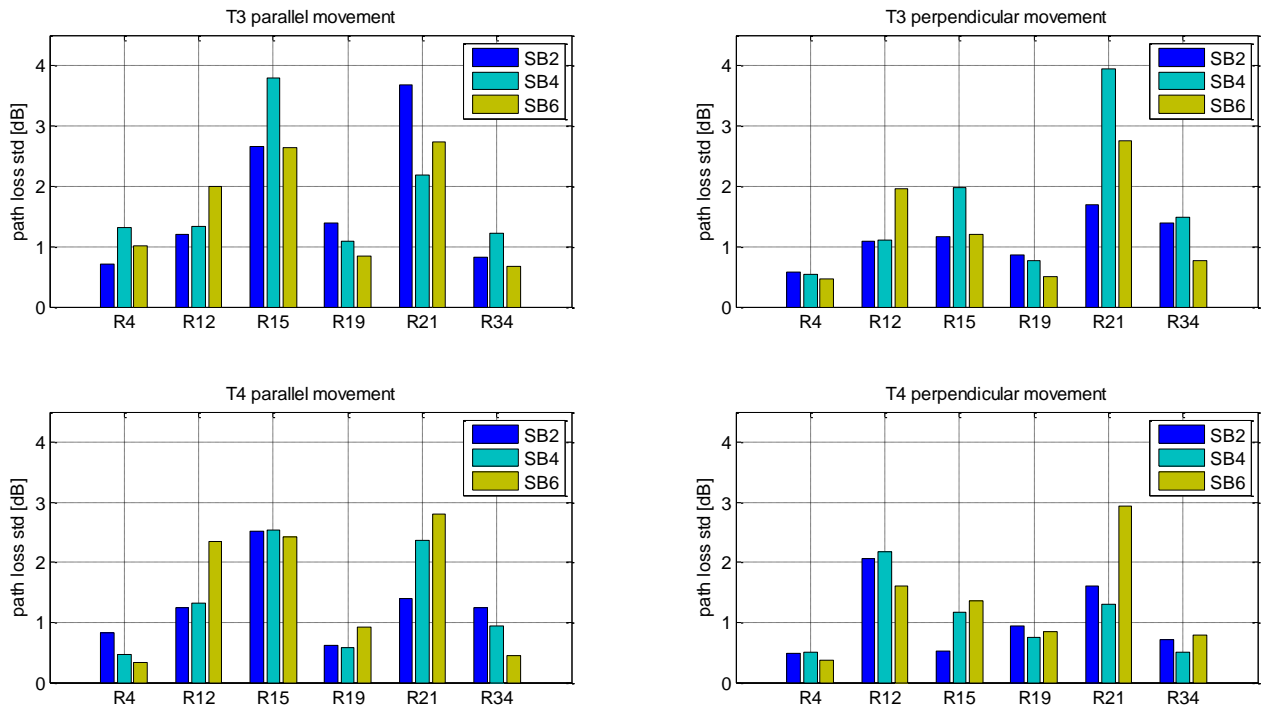 T3 parallel movement
path loss std [dB]
4
3
2
1
0
R4 R12 R15 R19 R21 R34
SB2
SB4
SB6
T3 perpendicular movement
path loss std [dB]
4
3
2
1
0
R4 R12 R15 R19 R21 R34
SB2
SB4
SB6
T4 parallel movement
path loss std [dB]
4
3
2
1
0
R4 R12 R15 R19 R21 R34
SB2
SB4
SB6
T4 perpendicular movement
path loss std [dB]
4
3
2
1
0
R4 R12 R15 R19 R21 R34
SB2
SB4
SB6